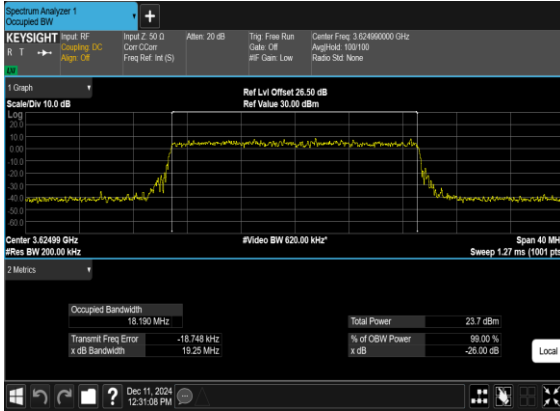 Spectrum Analyzer 1
Occupied BW
+
KEYSIGHT
R T
Input: RF
Coupling: DC
Align: Off
Input Z: 50 Ω
Corr CCorr
Freq Ref: Int (S)
Atten: 20 dB
Trig: Free Run
Gate: Off
#IF Gain: Low
Center Freq: 3.624990000 GHz
Avg|Hold: 100/100
Radio Std: None
1 Graph
Scale/Div 10.0 dB
Ref Lvl Offset 26.50 dB
Ref Value 30.00 dBm
Log
20.0
10.0
0.00
-10.0
-20.0
-30.0
-40.0
-50.0
-60.0
Center 3.62499 GHz
#Res BW 200.00 kHz
#Video BW 620.00 kHz*
Span 40 MH
Sweep 1.27 ms (1001 pts
2 Metrics
Occupied Bandwidth
18.190 MHz
Transmit Freq Error -18.748 kHz
x dB Bandwidth 19.25 MHz
Total Power 23.7 dBm
% of OBW Power 99.00 %
x dB -26.00 dB
Local
?
Dec 11, 2024
12:31:08 PM